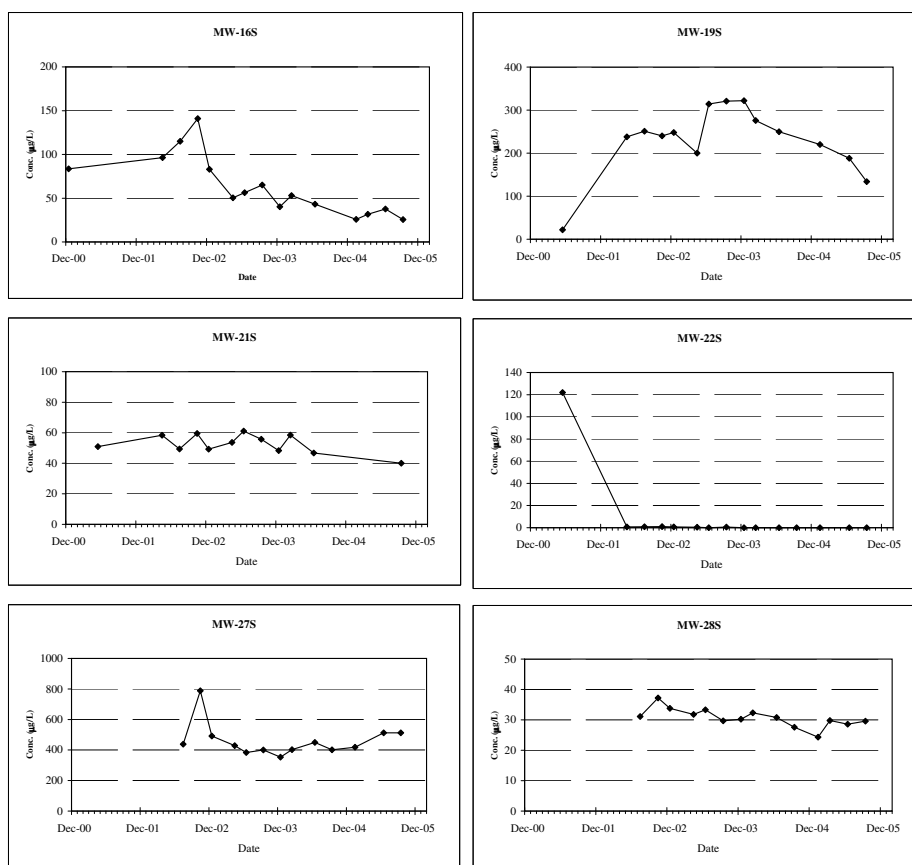 MW-16S
200
150
100
50
0
Conc. (µg/L)
Dec-00 Dec-01 Dec-02 Dec-03 Dec-04 Dec-05
Date
MW-19S
400
300
200
100
0
Conc. (µg/L)
Dec-00 Dec-01 Dec-02 Dec-03 Dec-04 Dec-05
Date
MW-21S
100
80
60
40
20
0
Conc. (µg/L)
Dec-00 Dec-01 Dec-02 Dec-03 Dec-04 Dec-05
Date
MW-22S
140
120
100
80
60
40
20
0
Conc. (µg/L)
Dec-00 Dec-01 Dec-02 Dec-03 Dec-04 Dec-05
Date
MW-27S
1000
800
600
400
200
0
Conc. (µg/L)
Dec-00 Dec-01 Dec-02 Dec-03 Dec-04 Dec-05
Date
MW-28S
50
40
30
20
10
0
Conc. (µg/L)
Dec-00 Dec-01 Dec-02 Dec-03 Dec-04 Dec-05
Date